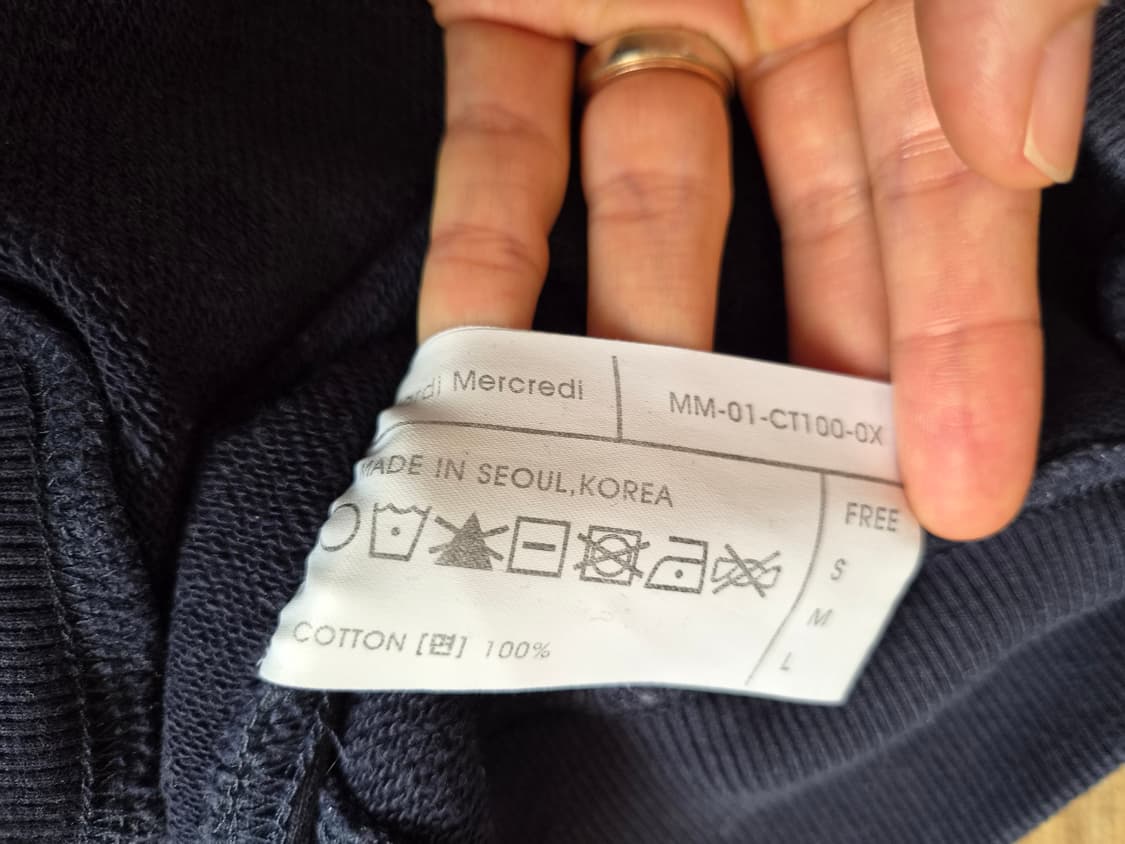 Mercredi
MM-01-CT100-0X
MADE IN SEOUL,KOREA
FREE
S
M
L
COTTON [면] 100%